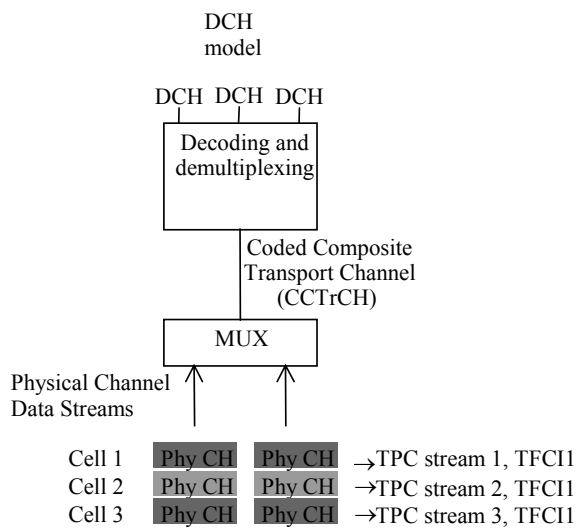 DCH
model
DCH DCH DCH
Decoding and
demultiplexing
Coded Composite
Transport Channel
(CCTrCH)
MUX
Physical Channel
Data Streams
Cell 1 Phy CH Phy CH →TPC stream 1, TFCI1
Cell 2 Phy CH Phy CH →TPC stream 2, TFCI1
Cell 3 Phy CH Phy CH →TPC stream 3, TFCI1